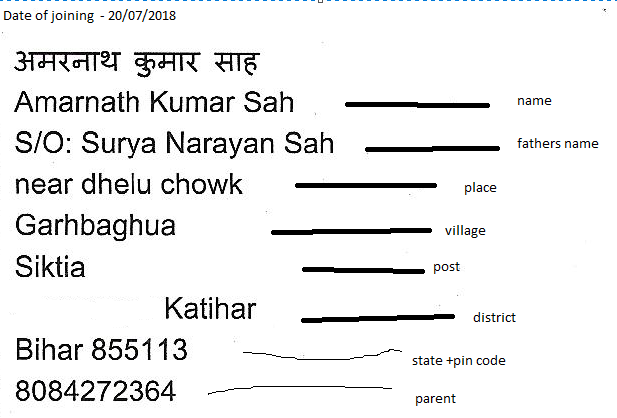 Date of joining - 20/07/2018
अमरनाथ कुमार साह
Amarnath Kumar Sah name
S/O: Surya Narayan Sah fathers name
near dhelu chowk place
Garhbaghua village
Siktia post
Katihar district
Bihar 855113 state +pin code
8084272364 parent